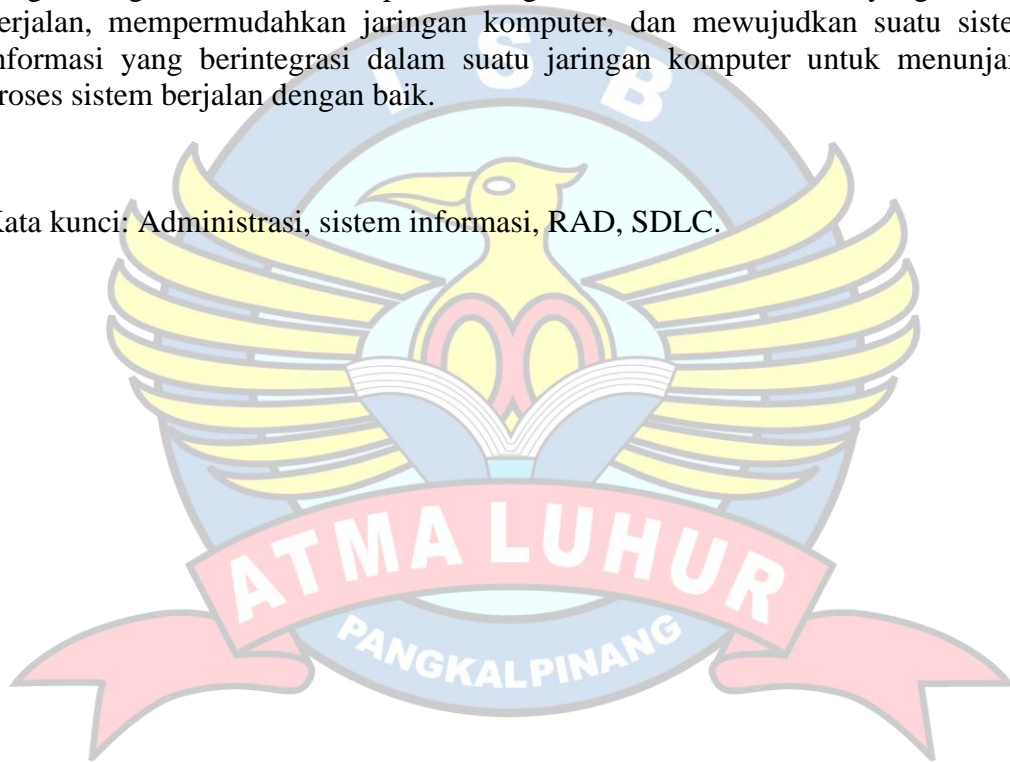 berjalan, mempermudahkan jaringan komputer, dan mewujudkan suatu siste
informasi yang berintegrasi dalam suatu jaringan komputer untuk menunjan
proses sistem berjalan dengan baik.
Kata kunci: Administrasi, sistem informasi, RAD, SDLC.
I S B
ATMA LUHUR
PANGKALPINANG